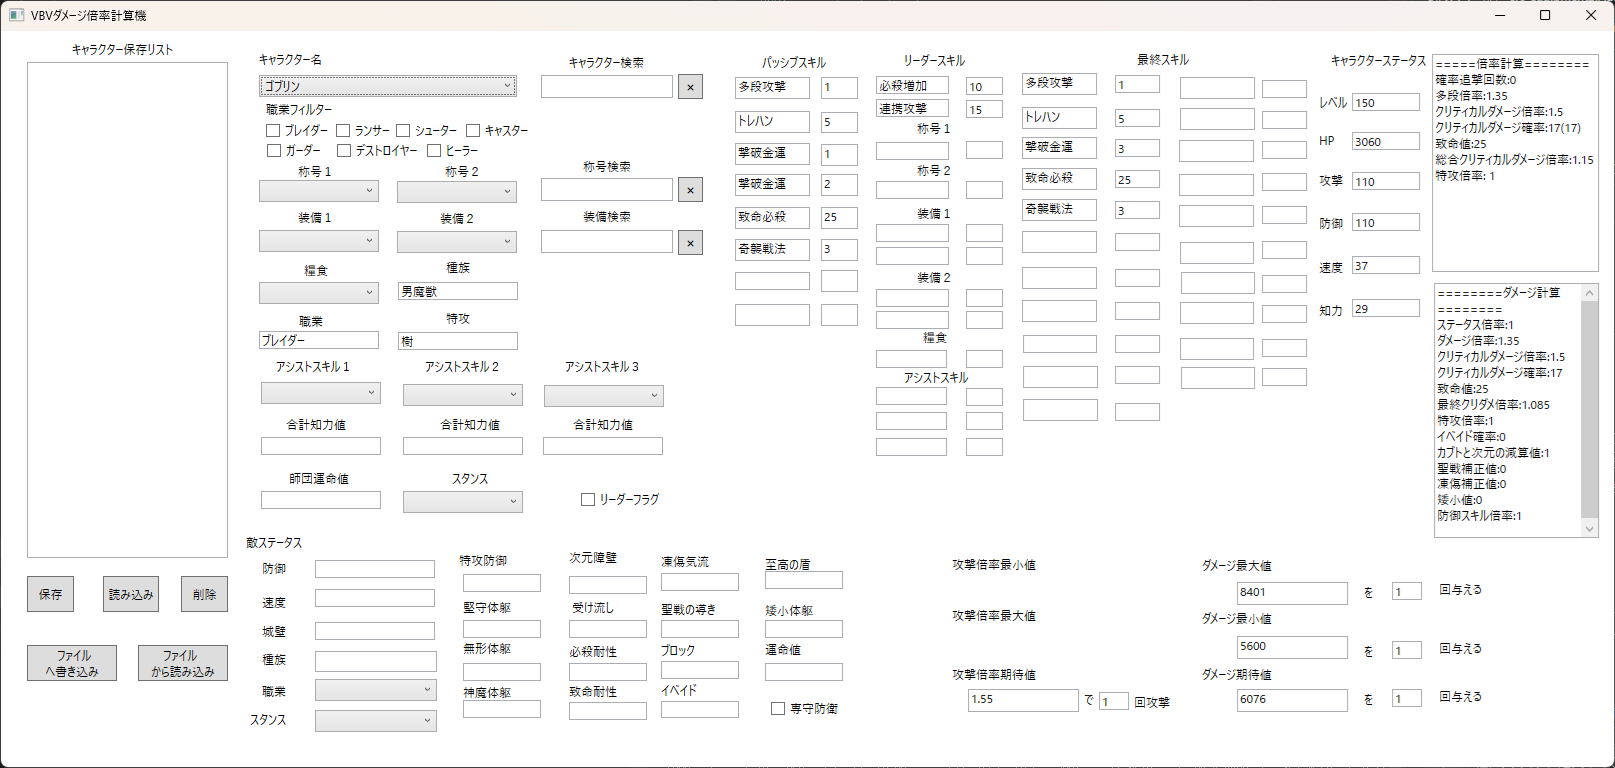 VBVダメージ倍率計算機
キャラクター保存リスト
保存
読み込み
削除
ファイル
へ書き込み
ファイル
から読み込み
キャラクター名
ゴブリン
キャラクター検索
×
職業フィルター
ブレイダー
ランサー
シューター
キャスター
ガーダー
デストロイヤー
ヒーラー
称号１
称号２
称号検索
×
装備１
装備２
装備検索
×
糧食
種族
男魔獣
職業
ブレイダー
特攻
樹
アシストスキル１
アシストスキル２
アシストスキル３
合計知力値
合計知力値
合計知力値
師団運命値
スタンス
リーダーフラグ
パッシブスキル
多段攻撃
1
トレハン
5
撃破金運
1
撃破金運
2
致命必殺
25
奇襲戦法
3
リーダースキル
必殺増加
10
連携攻撃
15
称号１
称号２
装備１
装備２
糧食
アシストスキル
最終スキル
多段攻撃
1
トレハン
5
撃破金運
3
致命必殺
25
奇襲戦法
3
キャラクターステータス
レベル
150
HP
3060
攻撃
110
防御
110
速度
37
知力
29
=====倍率計算========
確率追撃回数:0
多段倍率:1.35
クリティカルダメージ倍率:1.5
クリティカルダメージ確率:17(17)
致命値:25
総合クリティカルダメージ倍率:1.15
特攻倍率: 1
========ダメージ計算
========
ステータス倍率:1
ダメージ倍率:1.35
クリティカルダメージ倍率:1.5
クリティカルダメージ確率:17
致命値:25
最終クリダメ倍率:1.085
特攻倍率:1
イベイド確率:0
カブトと次元の減算値:1
聖戦補正値:0
凍傷補正値:0
矮小値:0
防御スキル倍率:1
敵ステータス
防御
速度
城壁
種族
職業
スタンス
特攻防御
堅守体躯
無形体躯
神魔体躯
次元障壁
受け流し
必殺耐性
致命耐性
凍傷気流
聖戦の導き
ブロック
イベイド
至高の盾
矮小体躯
運命値
専守防衛
攻撃倍率最小値
攻撃倍率最大値
攻撃倍率期待値
1.55
で
1
回攻撃
ダメージ最大値
8401
を
1
回与える
ダメージ最小値
5600
を
1
回与える
ダメージ期待値
6076
を
1
回与える